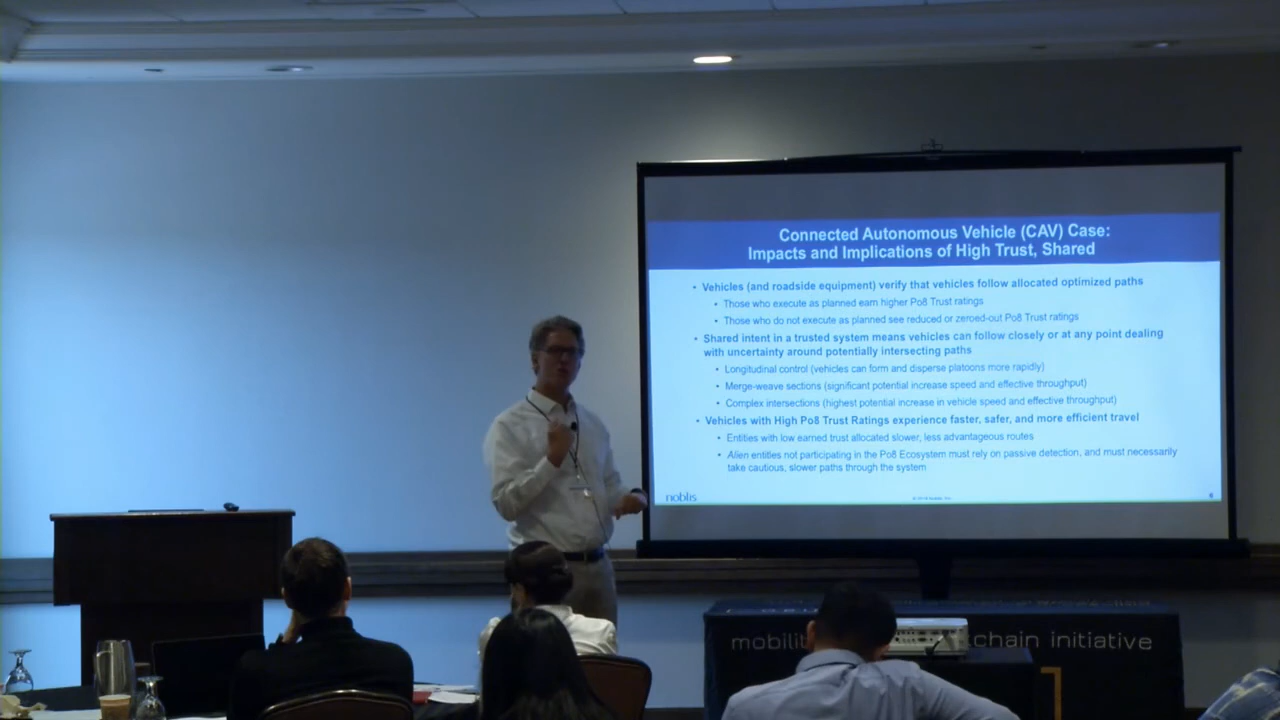 Connected Autonomous Vehicle (CAV) Case:
Impacts and Implications of High Trust, Shared
• Vehicles (and roadside equipment) verify that vehicles follow allocated optimized paths
• Those who execute as planned earn higher Po8 Trust ratings
• Those who do not execute as planned see reduced or zeroed-out Po8 Trust ratings
• Shared intent in a trusted system means vehicles can follow closely or at any point dealing
with uncertainty around potentially intersecting paths
• Longitudinal control (vehicles can form and disperse platoons more rapidly)
• Merge-weave sections (significant potential increase speed and effective throughput)
• Complex intersections (highest potential increase in vehicle speed and effective throughput)
• Vehicles with High Po8 Trust Ratings experience faster, safer, and more efficient travel
• Entities with low earned trust allocated slower, less advantageous routes
• Alien entities not participating in the Po8 Ecosystem must rely on passive detection, and must necessarily
take cautious, slower paths through the system
noblis
mobilit chain initiative